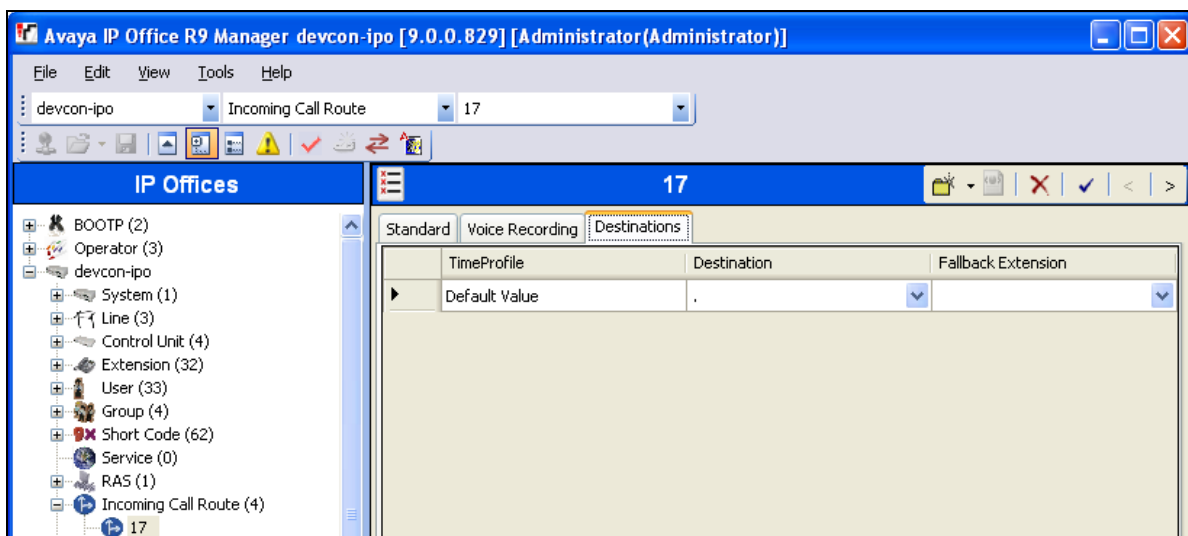 Avaya IP Office R9 Manager devcon-ipo [9.0.0.829] [Administrator(Administrator)]
File Edit View Tools Help
devcon-ipo Incoming Call Route 17
IP Offices
17
BOOTP (2)
Operator (3)
devcon-ipo
System (1)
Line (3)
Control Unit (4)
Extension (32)
User (33)
Group (4)
Short Code (62)
Service (0)
RAS (1)
Incoming Call Route (4)
17
Standard Voice Recording Destinations
TimeProfile Destination Fallback Extension
Default Value .